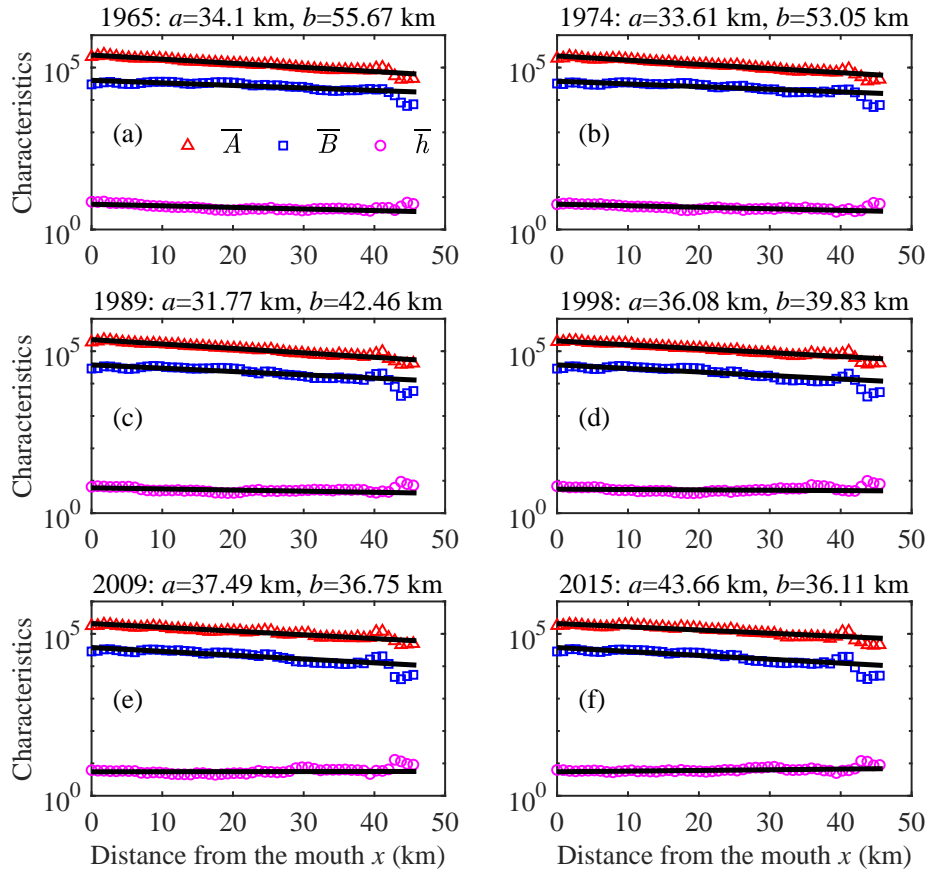 1965: a=34.1 km, b=55.67 km
1974: a=33.61 km, b=53.05 km
Characteristics
10^5
10^0
(a)
A̅ B̅ h̅
0 10 20 30 40 50
10^5
10^0
(b)
0 10 20 30 40 50
1989: a=31.77 km, b=42.46 km
1998: a=36.08 km, b=39.83 km
Characteristics
10^5
10^0
(c)
0 10 20 30 40 50
Characteristics
10^5
10^0
(d)
0 10 20 30 40 50
2009: a=37.49 km, b=36.75 km
2015: a=43.66 km, b=36.11 km
Characteristics
10^5
10^0
(e)
0 10 20 30 40 50
Distance from the mouth x (km)
10^5
10^0
(f)
0 10 20 30 40 50
Distance from the mouth x (km)